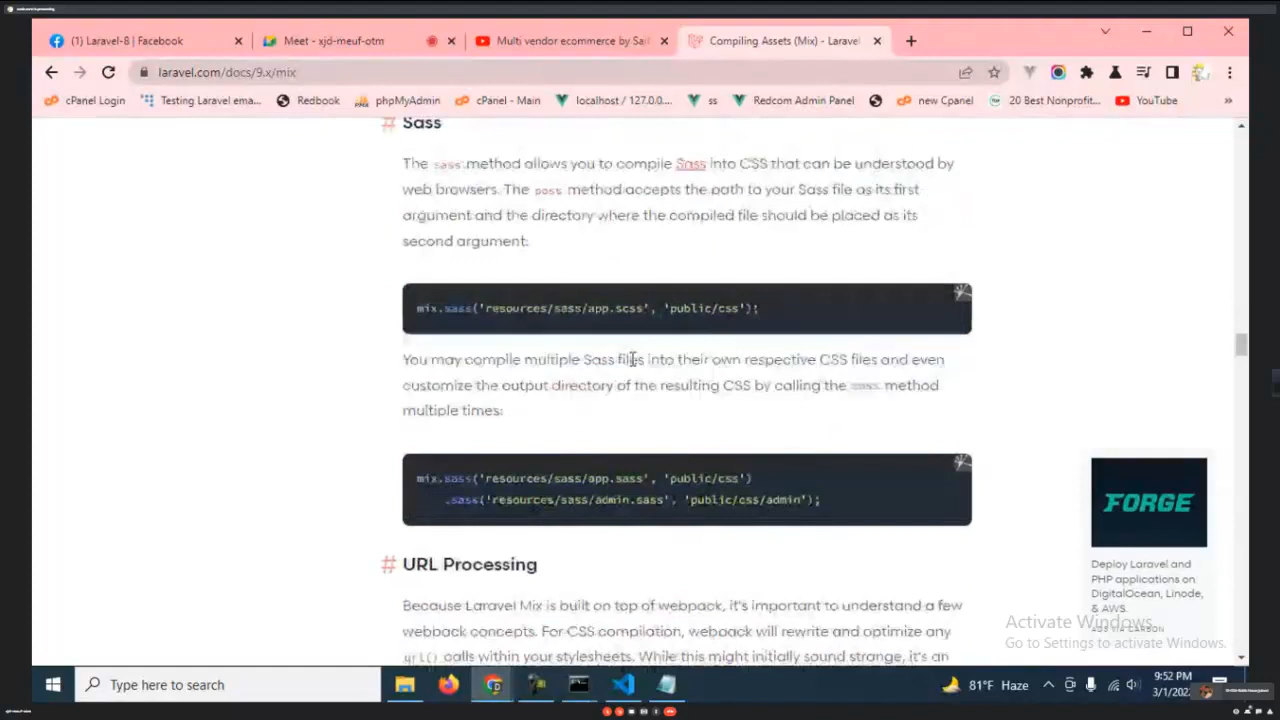 (1) Laravel-8 | Facebook
Meet - xjd-meuf-otm
Multi vendor ecommerce by Sai
Compiling Assets (Mix) - Laravel
laravel.com/docs/9.x/mix
cPanel Login
Testing Laravel ema...
Redbook
phpMyAdmin
cPanel - Main
localhost / 127.0.0....
ss
Redcom Admin Panel
new Cpanel
20 Best Nonprofit...
YouTube
»
# Sass
The sass method allows you to compile Sass into CSS that can be understood by
web browsers. The sass method accepts the path to your Sass file as its first
argument and the directory where the compiled file should be placed as its
second argument:
mix.sass('resources/sass/app.scss', 'public/css');
You may compile multiple Sass files into their own respective CSS files and even
customize the output directory of the resulting CSS by calling the sass method
multiple times:
mix.sass('resources/sass/app.sass', 'public/css')
.sass('resources/sass/admin.sass', 'public/css/admin');
# URL Processing
Because Laravel Mix is built on top of webpack, it's important to understand a few
webpack concepts. For CSS compilation, webpack will rewrite and optimize any
url() calls within your stylesheets. While this might initially sound strange, it's an
FORGE
Deploy Laravel and
PHP applications on
DigitalOcean, Linode,
& AWS.
ADS VIA CARBON
Activate Windows
Go to Settings to activate Windows.
Type here to search
81°F Haze
9:52 PM